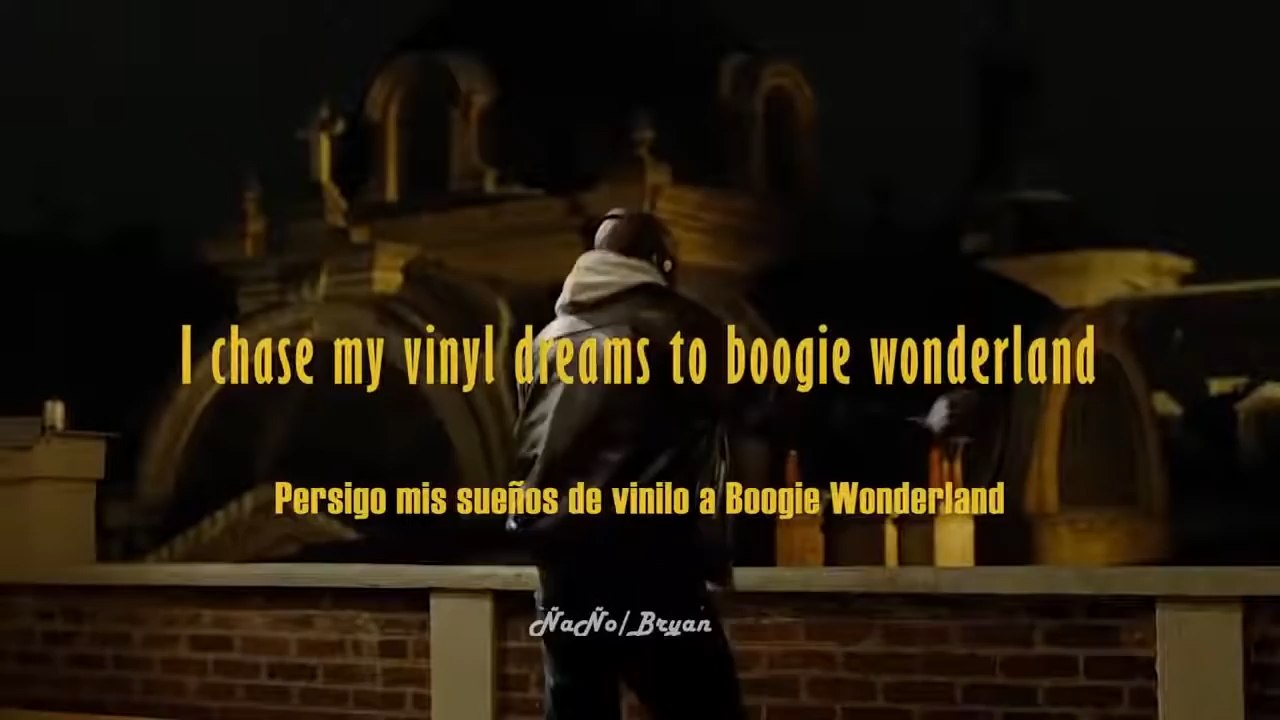 I chase my vinyl dreams to boogie wonderland
Persigo mis sueños de vinilo a Boogie Wonderland
ÑaÑo/Bryan